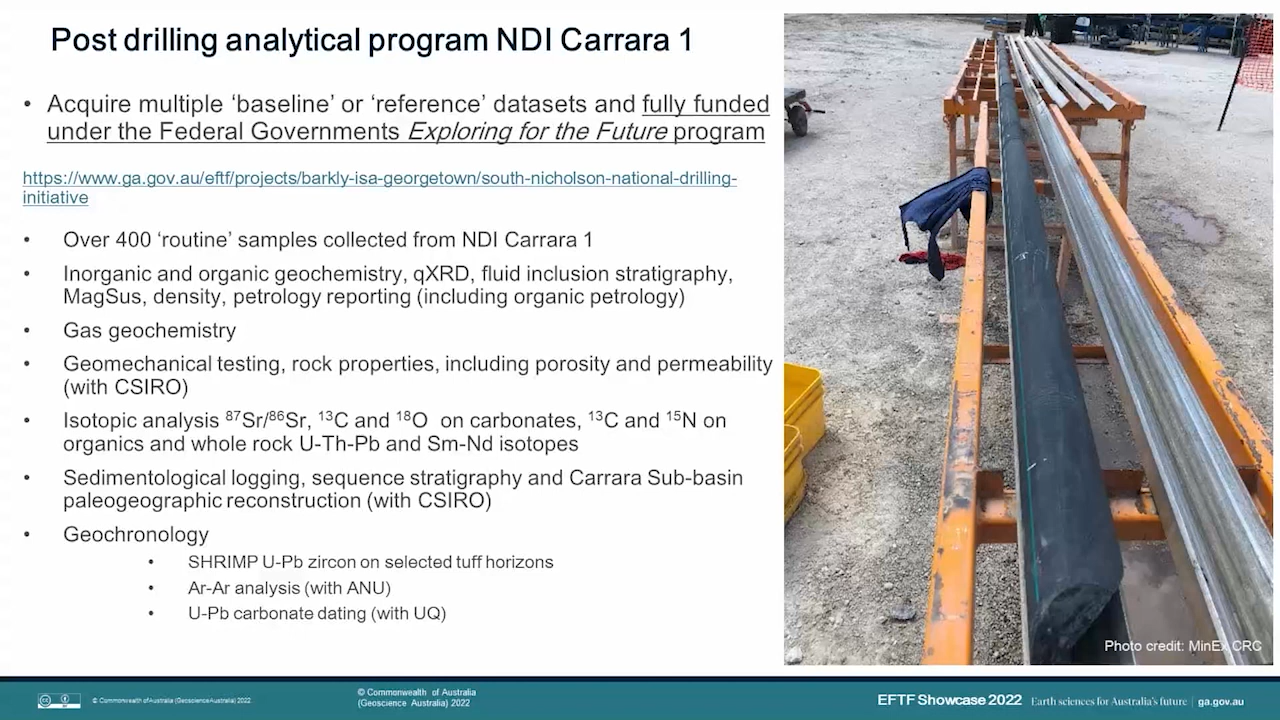 Post drilling analytical program NDI Carrara 1
• Acquire multiple ‘baseline’ or ‘reference’ datasets and fully funded
under the Federal Governments Exploring for the Future program
https://www.ga.gov.au/eftf/projects/barkly-isa-georgetown/south-nicholson-national-drilling-
initiative
• Over 400 ‘routine’ samples collected from NDI Carrara 1
• Inorganic and organic geochemistry, qXRD, fluid inclusion stratigraphy,
MagSus, density, petrology reporting (including organic petrology)
• Gas geochemistry
• Geomechanical testing, rock properties, including porosity and permeability
(with CSIRO)
• Isotopic analysis ⁸⁷Sr/⁸⁶Sr, ¹³C and ¹⁸O on carbonates, ¹³C and ¹⁵N on
organics and whole rock U-Th-Pb and Sm-Nd isotopes
• Sedimentological logging, sequence stratigraphy and Carrara Sub-basin
paleogeographic reconstruction (with CSIRO)
• Geochronology
• SHRIMP U-Pb zircon on selected tuff horizons
• Ar-Ar analysis (with ANU)
• U-Pb carbonate dating (with UQ)
Photo credit: MinEx CRC
© Commonwealth of Australia (Geoscience Australia) 2022
© Commonwealth of Australia
(Geoscience Australia) 2022
EFTF Showcase 2022 Earth sciences for Australia's future | ga.gov.au